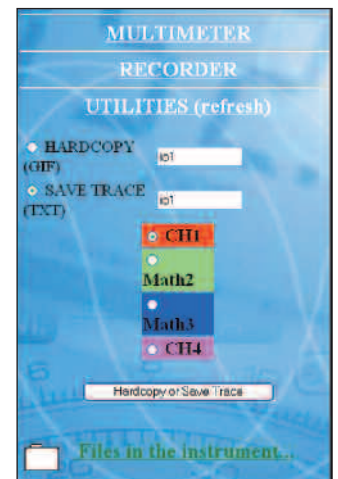 MULTIMETER
RECORDER
UTILITIES (refresh)
HARDCOPY
(GIF)
io1
SAVE TRACE
(TXT)
io1
CH1
Math2
Math3
CH4
Hardcopy or Save Trace
Files in the instrument...